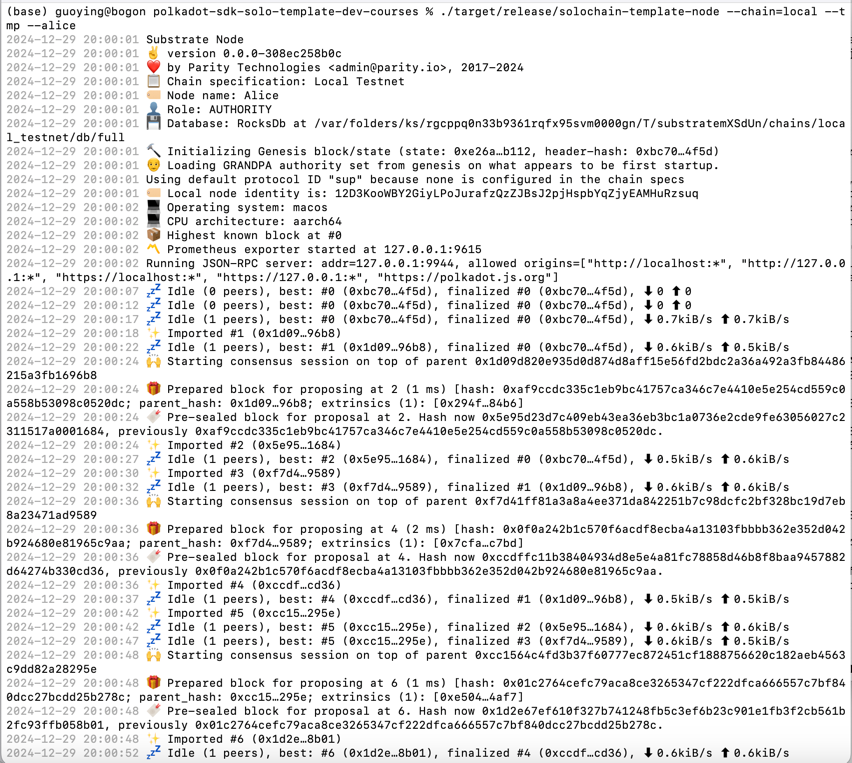 (base) guoying@bogon polkadot-sdk-solo-template-dev-courses % ./target/release/solochain-template-node --chain=local --t
mp --alice
2024-12-29 20:00:01 Substrate Node
2024-12-29 20:00:01 ✌️ version 0.0.0-308ec258b0c
2024-12-29 20:00:01 ❤️ by Parity Technologies <admin@parity.io>, 2017-2024
2024-12-29 20:00:01 📋 Chain specification: Local Testnet
2024-12-29 20:00:01 🏷 Node name: Alice
2024-12-29 20:00:01 👤 Role: AUTHORITY
2024-12-29 20:00:01 💾 Database: RocksDb at /var/folders/ks/rgcppq0n33b9361rqfx95svm0000gn/T/substratemXSdUn/chains/loca
l_testnet/db/full
2024-12-29 20:00:01 🔨 Initializing Genesis block/state (state: 0xe26a…b112, header-hash: 0xbc70…4f5d)
2024-12-29 20:00:01 👴 Loading GRANDPA authority set from genesis on what appears to be first startup.
2024-12-29 20:00:01 Using default protocol ID "sup" because none is configured in the chain specs
2024-12-29 20:00:01 🏷 Local node identity is: 12D3KooWBY2GiyLPoJurafzQzZJBsJ2pjHspbYqZjyEAMHuRzsuq
2024-12-29 20:00:02 💻 Operating system: macos
2024-12-29 20:00:02 💻 CPU architecture: aarch64
2024-12-29 20:00:02 📦 Highest known block at #0
2024-12-29 20:00:02 〽️ Prometheus exporter started at 127.0.0.1:9615
2024-12-29 20:00:02 Running JSON-RPC server: addr=127.0.0.1:9944, allowed origins=["http://localhost:*", "http://127.0.0
.1:*", "https://localhost:*", "https://127.0.0.1:*", "https://polkadot.js.org"]
2024-12-29 20:00:07 💤 Idle (0 peers), best: #0 (0xbc70…4f5d), finalized #0 (0xbc70…4f5d), ⬇ 0 ⬆ 0
2024-12-29 20:00:12 💤 Idle (0 peers), best: #0 (0xbc70…4f5d), finalized #0 (0xbc70…4f5d), ⬇ 0 ⬆ 0
2024-12-29 20:00:17 💤 Idle (1 peers), best: #0 (0xbc70…4f5d), finalized #0 (0xbc70…4f5d), ⬇ 0.7kiB/s ⬆ 0.7kiB/s
2024-12-29 20:00:18 ✨ Imported #1 (0x1d09…96b8)
2024-12-29 20:00:22 💤 Idle (1 peers), best: #1 (0x1d09…96b8), finalized #0 (0xbc70…4f5d), ⬇ 0.6kiB/s ⬆ 0.5kiB/s
2024-12-29 20:00:24 🙌 Starting consensus session on top of parent 0x1d09d820e935d0d874d8aff15e56fd2bdc2a36a492a3fb84486
215a3fb1696b8
2024-12-29 20:00:24 🎁 Prepared block for proposing at 2 (1 ms) [hash: 0xaf9ccdc335c1eb9bc41757ca346c7e4410e5e254cd559c0
a558b53098c0520dc; parent_hash: 0x1d09…96b8; extrinsics (1): [0x294f…84b6]
2024-12-29 20:00:24 🔖 Pre-sealed block for proposal at 2. Hash now 0x5e95d23d7c409eb43ea36eb3bc1a0736e2cde9fe63056027c2
2311517a0001684, previously 0xaf9ccdc335c1eb9bc41757ca346c7e4410e5e254cd559c0a558b53098c0520dc.
2024-12-29 20:00:24 ✨ Imported #2 (0x5e95…1684)
2024-12-29 20:00:27 💤 Idle (1 peers), best: #2 (0x5e95…1684), finalized #0 (0xbc70…4f5d), ⬇ 0.5kiB/s ⬆ 0.6kiB/s
2024-12-29 20:00:30 ✨ Imported #3 (0xf7d4…9589)
2024-12-29 20:00:32 💤 Idle (1 peers), best: #3 (0xf7d4…9589), finalized #1 (0x1d09…96b8), ⬇ 0.6kiB/s ⬆ 0.6kiB/s
2024-12-29 20:00:36 🙌 Starting consensus session on top of parent 0xf7d41ff81a3a8a4ee371da842251b7c98dcfc2bf328bc19d7eb
8a23471ad9589
2024-12-29 20:00:36 🎁 Prepared block for proposing at 4 (2 ms) [hash: 0x0f0a242b1c570f6acdf8ecba4a13103fbbbb362e352d042
b924680e81965c9aa; parent_hash: 0xf7d4…9589; extrinsics (1): [0x7cfa…c7bd]
2024-12-29 20:00:36 🔖 Pre-sealed block for proposal at 4. Hash now 0xccdffc11b38404934d8e5e4a81fc78858d46b8f8baa9457882
d64274b330cd36, previously 0x0f0a242b1c570f6acdf8ecba4a13103fbbbb362e352d042b924680e81965c9aa.
2024-12-29 20:00:36 ✨ Imported #4 (0xccdf…cd36)
2024-12-29 20:00:37 💤 Idle (1 peers), best: #4 (0xccdf…cd36), finalized #1 (0x1d09…96b8), ⬇ 0.5kiB/s ⬆ 0.5kiB/s
2024-12-29 20:00:42 ✨ Imported #5 (0xcc15…295e)
2024-12-29 20:00:42 💤 Idle (1 peers), best: #5 (0xcc15…295e), finalized #2 (0x5e95…1684), ⬇ 0.6kiB/s ⬆ 0.6kiB/s
2024-12-29 20:00:47 💤 Idle (1 peers), best: #5 (0xcc15…295e), finalized #3 (0xf7d4…9589), ⬇ 0.6kiB/s ⬆ 0.5kiB/s
2024-12-29 20:00:48 🙌 Starting consensus session on top of parent 0xcc1564c4fd3b37f60777ec872451cf1888756620c182aeb4563
c9dd82a28295e
2024-12-29 20:00:48 🎁 Prepared block for proposing at 6 (1 ms) [hash: 0x01c2764cefc79aca8ce3265347cf222dfca666557c7bf84
0dcc27bcdd25b278c; parent_hash: 0xcc15…295e; extrinsics (1): [0xe504…4af7]
2024-12-29 20:00:48 🔖 Pre-sealed block for proposal at 6. Hash now 0x1d2e67ef610f327b741248fb5c3ef6b23c901e1fb3f2cb561b
2fc93ffb058b01, previously 0x01c2764cefc79aca8ce3265347cf222dfca666557c7bf840dcc27bcdd25b278c.
2024-12-29 20:00:48 ✨ Imported #6 (0x1d2e…8b01)
2024-12-29 20:00:52 💤 Idle (1 peers), best: #6 (0x1d2e…8b01), finalized #4 (0xccdf…cd36), ⬇ 0.6kiB/s ⬆ 0.6kiB/s